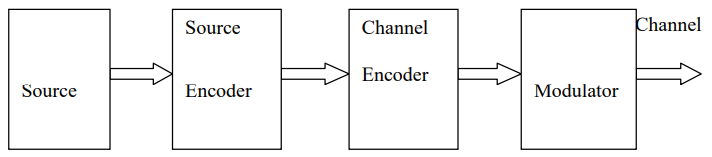 Source
Source
Encoder
Channel
Encoder
Modulator
Channel